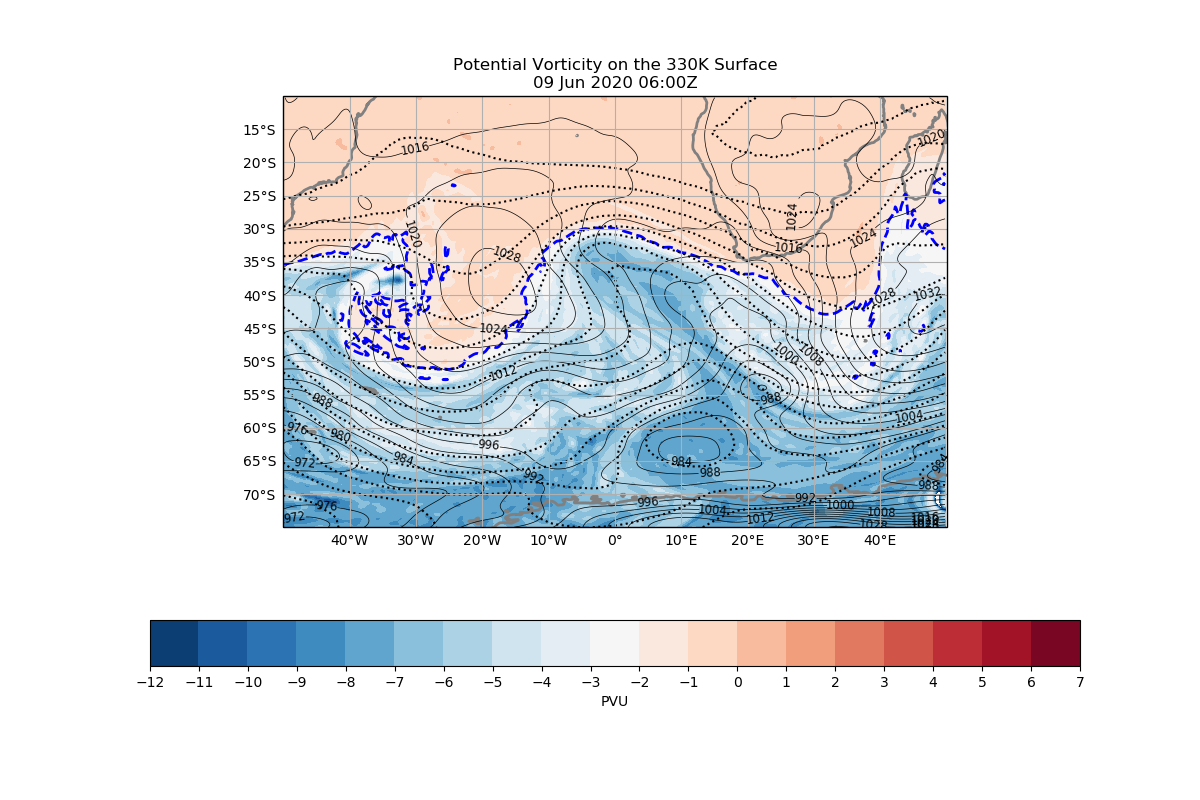 Potential Vorticity on the 330K Surface
09 Jun 2020 06:00Z
15°S
20°S
25°S
30°S
35°S
40°S
45°S
50°S
55°S
60°S
65°S
70°S
1016
1020
1020
1024
1024
1028
1016
1028
1032
1024
1000
1008
1012
988
988
1004
976
980
996
984
972
984
984
992
988
988
976
996
992
1000
1004
1008
972
1012
1028
40°W
30°W
20°W
10°W
0°
10°E
20°E
30°E
40°E
−12
−11
−10
−9
−8
−7
−6
−5
−4
−3
−2
−1
0
1
2
3
4
5
6
7
PVU